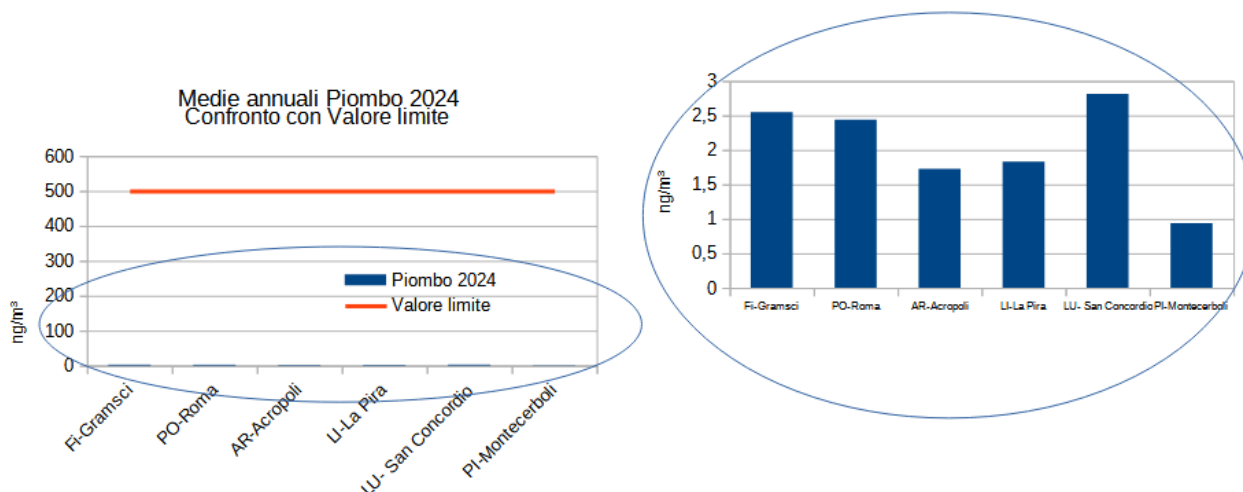 Medie annuali Piombo 2024
Confronto con Valore limite
600
500
400
300
200
100
0
ng/m³
Piombo 2024
Valore limite
Fi-Gramsci
PO-Roma
AR-Acropoli
LI-La Pira
LU- San Concordio
PI-Montecerboli
3
2,5
2
1,5
1
0,5
0
ng/m³
Fi-Gramsci
PO-Roma
AR-Acropoli
LI-La Pira
LU- San Concordio
PI-Montecerboli